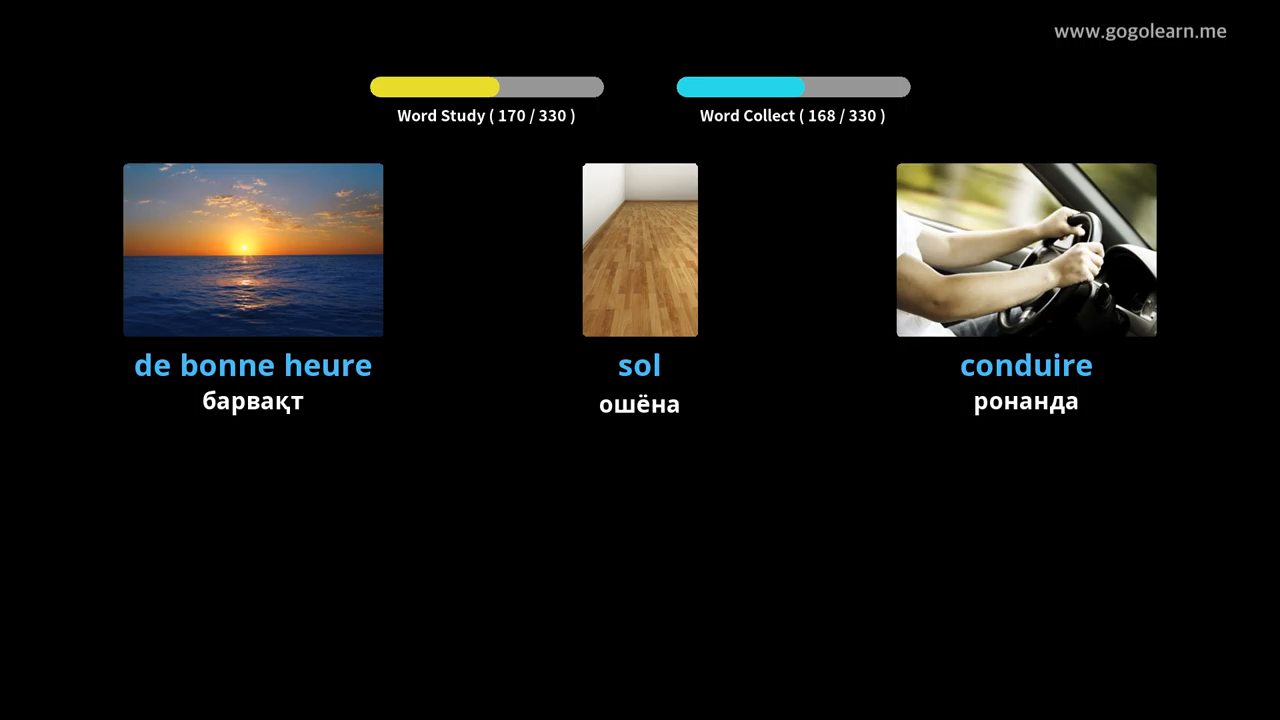 www.gogolearn.me
Word Study ( 170 / 330 )
Word Collect ( 168 / 330 )
de bonne heure
барвақт
sol
ошёна
conduire
ронанда